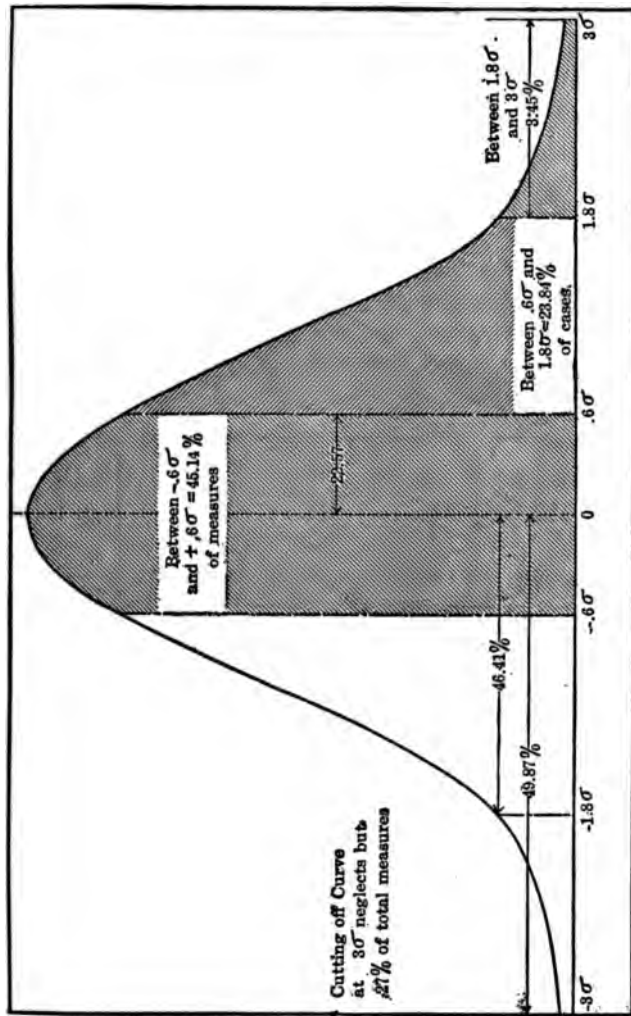 Between -.6σ
and +.6σ = 45.14%
of measures
Between 1.8σ.
and 3σ
3.45%
22.57
Between .6σ and
1.8σ=23.84%
of cases.
Cutting off Curve
at 3σ neglects but
.27% of total measures
46.41%
49.87%
-3σ
-1.8σ
-.6σ
0
.6σ
1.8σ
3σ